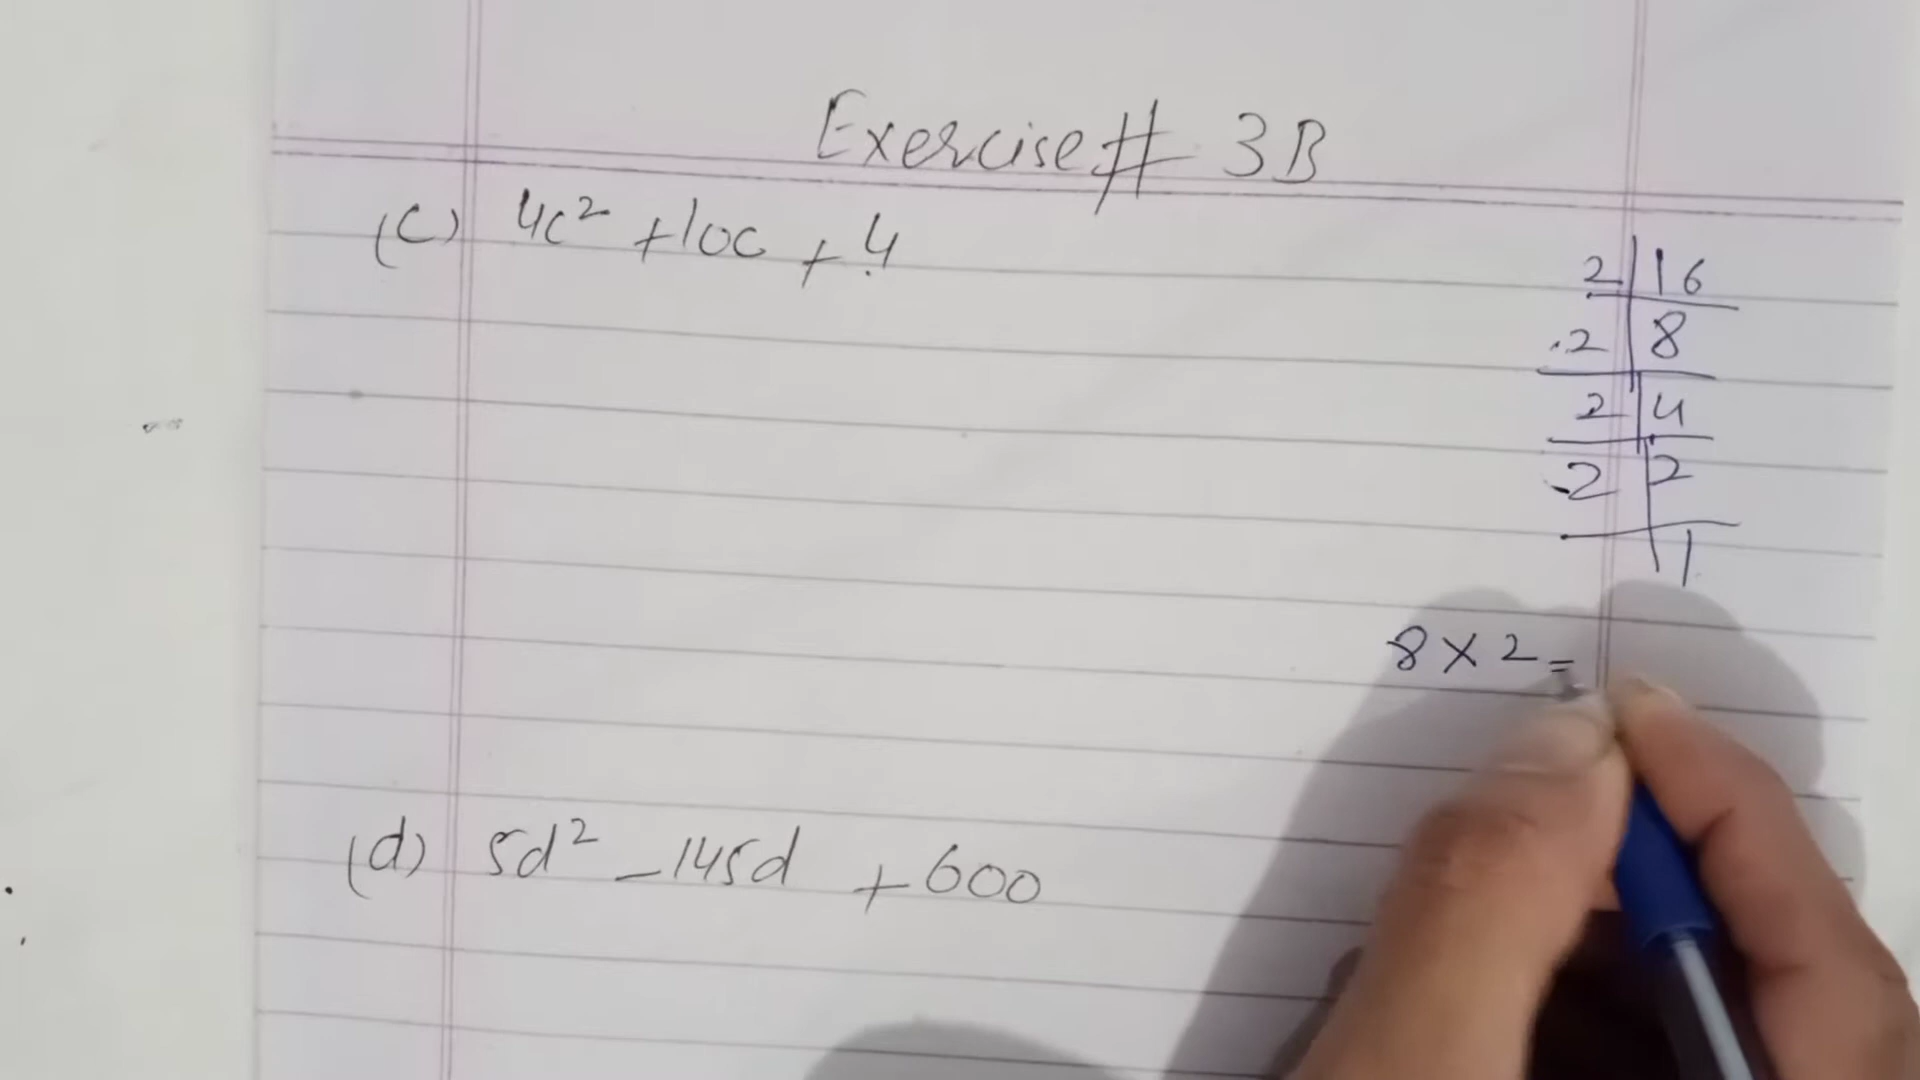 Exercise # 3B
(c) 4c² +10c + 4
2 | 16
2 | 8
2 | 4
2 | 2
| 1
8 × 2 =
(d) 5d² - 145d + 600